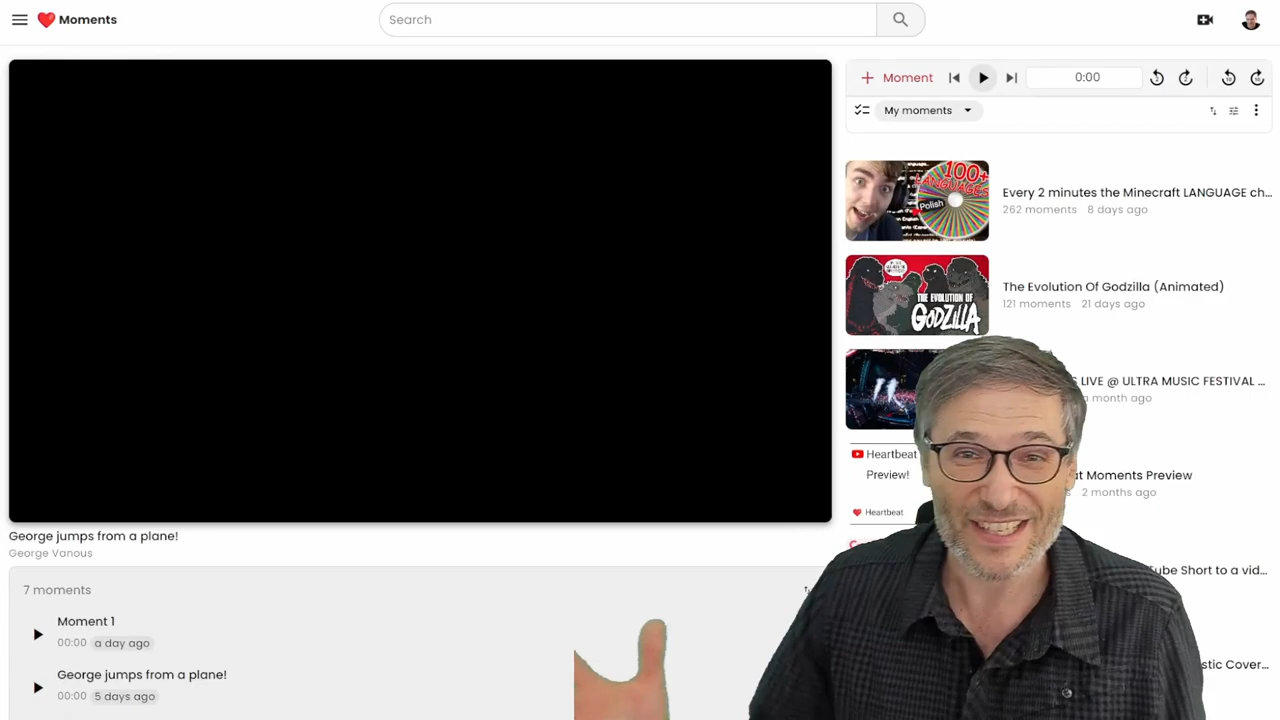 Moments
Search
Moment
0:00
My moments
100+
LANGUAGES
Polish
Every 2 minutes the Minecraft LANGUAGE ch...
262 moments 8 days ago
THE EVOLUTION OF
GODZILLA
The Evolution Of Godzilla (Animated)
121 moments 21 days ago
LIVE @ ULTRA MUSIC FESTIVAL ...
a month ago
Heartbeat
Preview!
Heartbeat
t Moments Preview
2 months ago
George jumps from a plane!
George Vanous
Tube Short to a vid...
7 moments
Moment 1
00:00 a day ago
George jumps from a plane!
00:00 5 days ago
stic Cover...